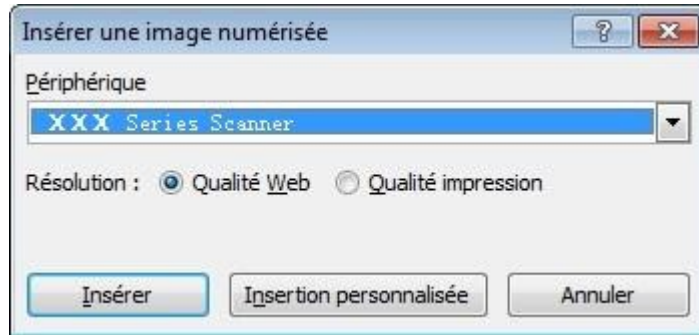 Insérer une image numérisée
Périphérique
XXX Series Scanner
Résolution : Qualité Web Qualité impression
Insérer Insertion personnalisée Annuler